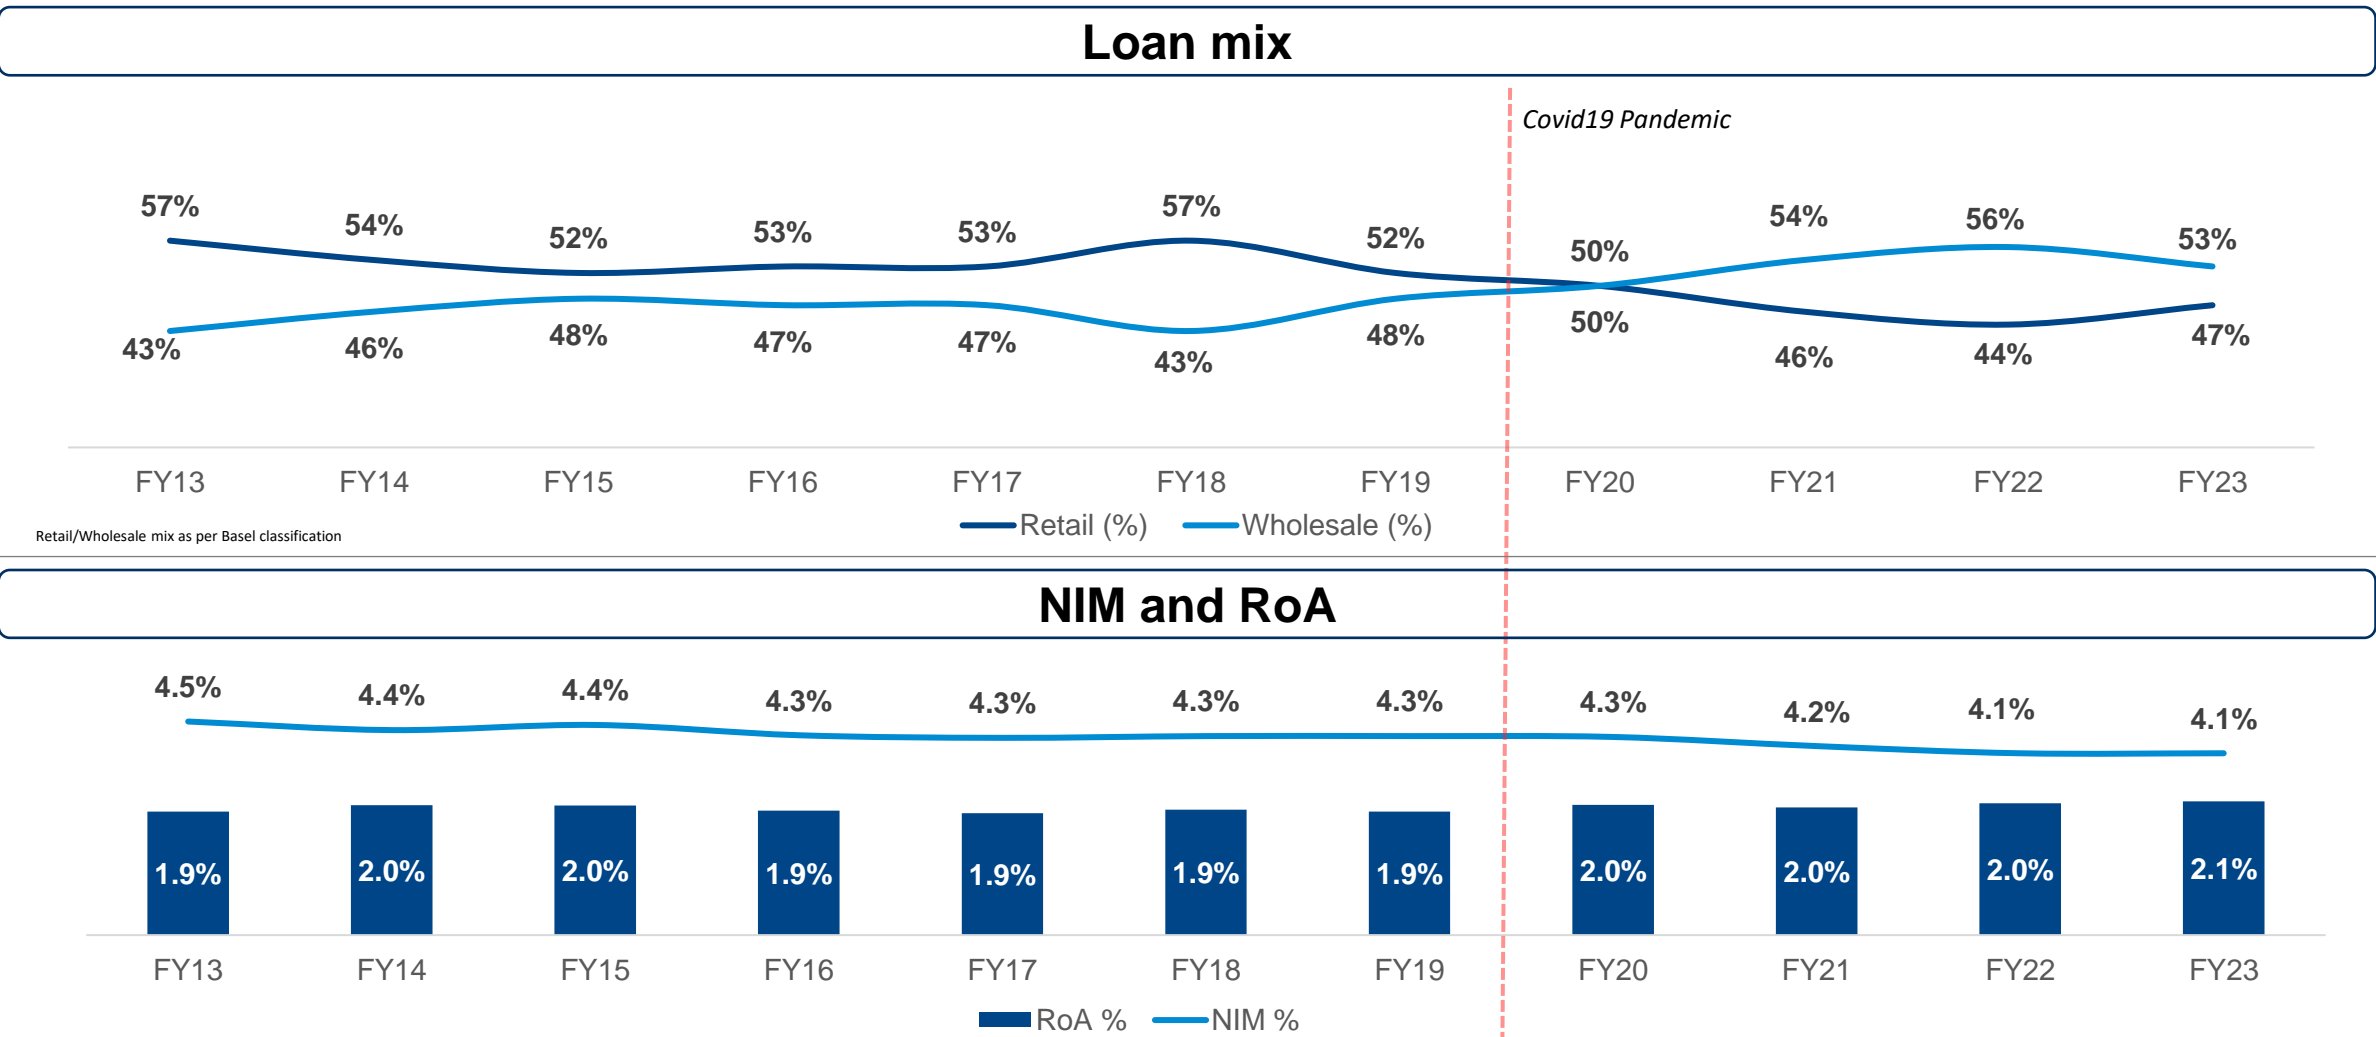 Loan mix
Covid19 Pandemic
57% 54% 52% 53% 53% 57% 52% 50% 54% 56% 53%
43% 46% 48% 47% 47% 43% 48% 50% 46% 44% 47%
FY13 FY14 FY15 FY16 FY17 FY18 FY19 FY20 FY21 FY22 FY23
Retail (%) Wholesale (%)
Retail/Wholesale mix as per Basel classification
NIM and RoA
4.5% 4.4% 4.4% 4.3% 4.3% 4.3% 4.3% 4.3% 4.2% 4.1% 4.1%
1.9% 2.0% 2.0% 1.9% 1.9% 1.9% 1.9% 2.0% 2.0% 2.0% 2.1%
FY13 FY14 FY15 FY16 FY17 FY18 FY19 FY20 FY21 FY22 FY23
RoA % NIM %